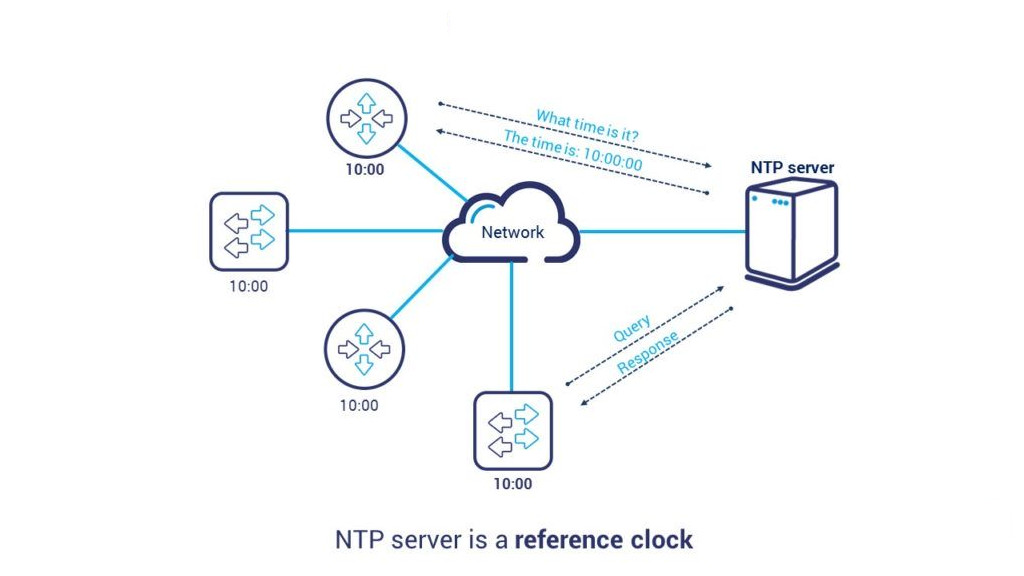 What time is it?
The time is: 10:00:00
10:00
NTP server
Network
10:00
Query
Response
10:00
10:00
NTP server is a reference clock